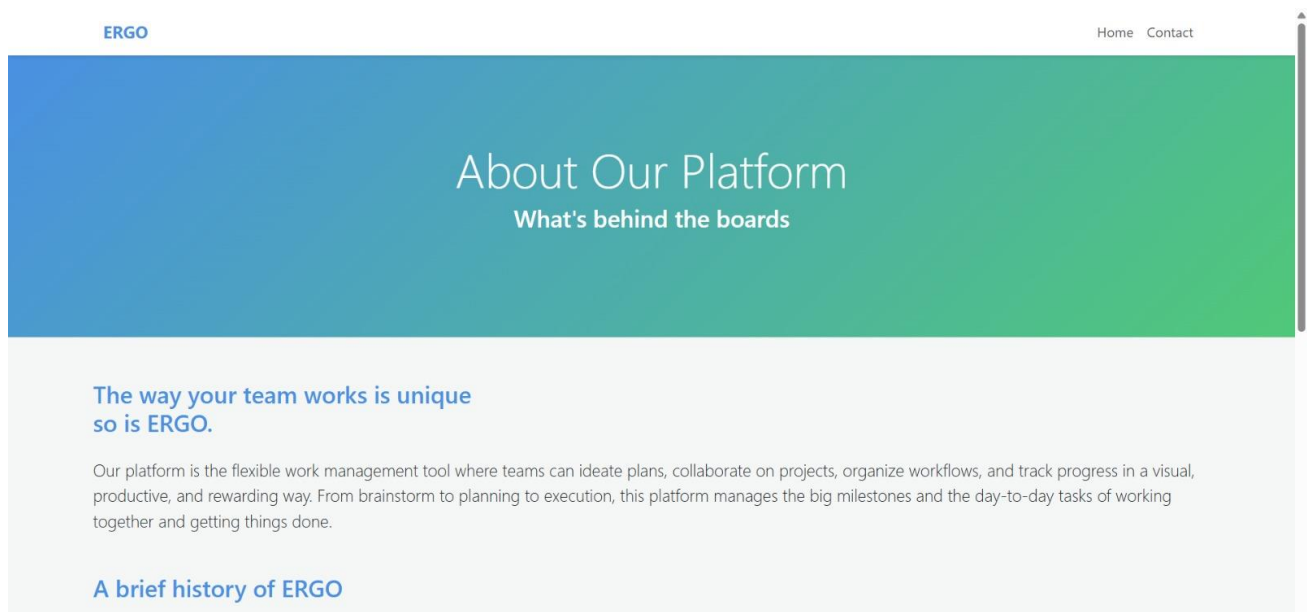 ERGO
Home Contact
About Our Platform
What's behind the boards
The way your team works is unique
so is ERGO.
Our platform is the flexible work management tool where teams can ideate plans, collaborate on projects, organize workflows, and track progress in a visual,
productive, and rewarding way. From brainstorm to planning to execution, this platform manages the big milestones and the day-to-day tasks of working
together and getting things done.
A brief history of ERGO